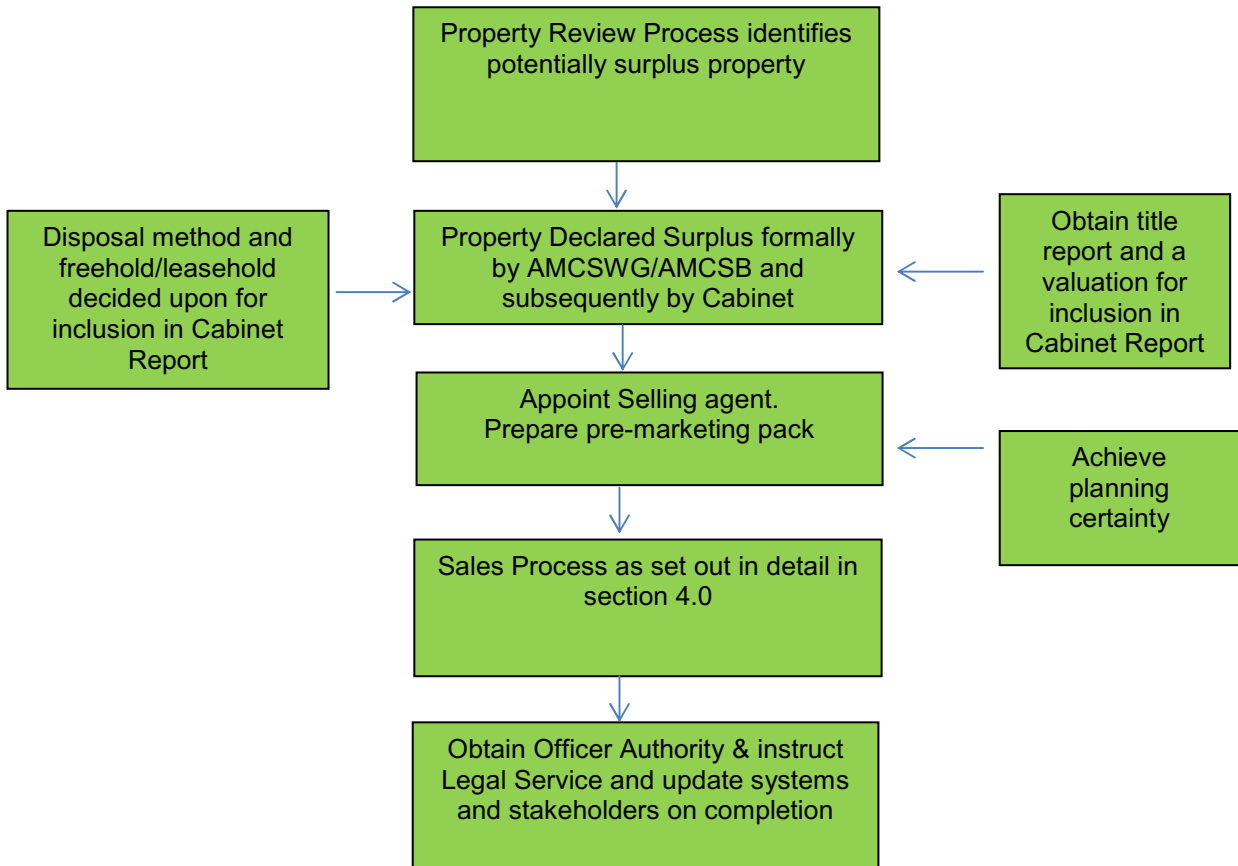 Property Review Process identifies
potentially surplus property
Disposal method and
freehold/leasehold
decided upon for
inclusion in Cabinet
Report
Property Declared Surplus formally
by AMCSWG/AMCSB and
subsequently by Cabinet
Obtain title
report and a
valuation for
inclusion in
Cabinet Report
Appoint Selling agent.
Prepare pre-marketing pack
Achieve
planning
certainty
Sales Process as set out in detail in
section 4.0
Obtain Officer Authority & instruct
Legal Service and update systems
and stakeholders on completion